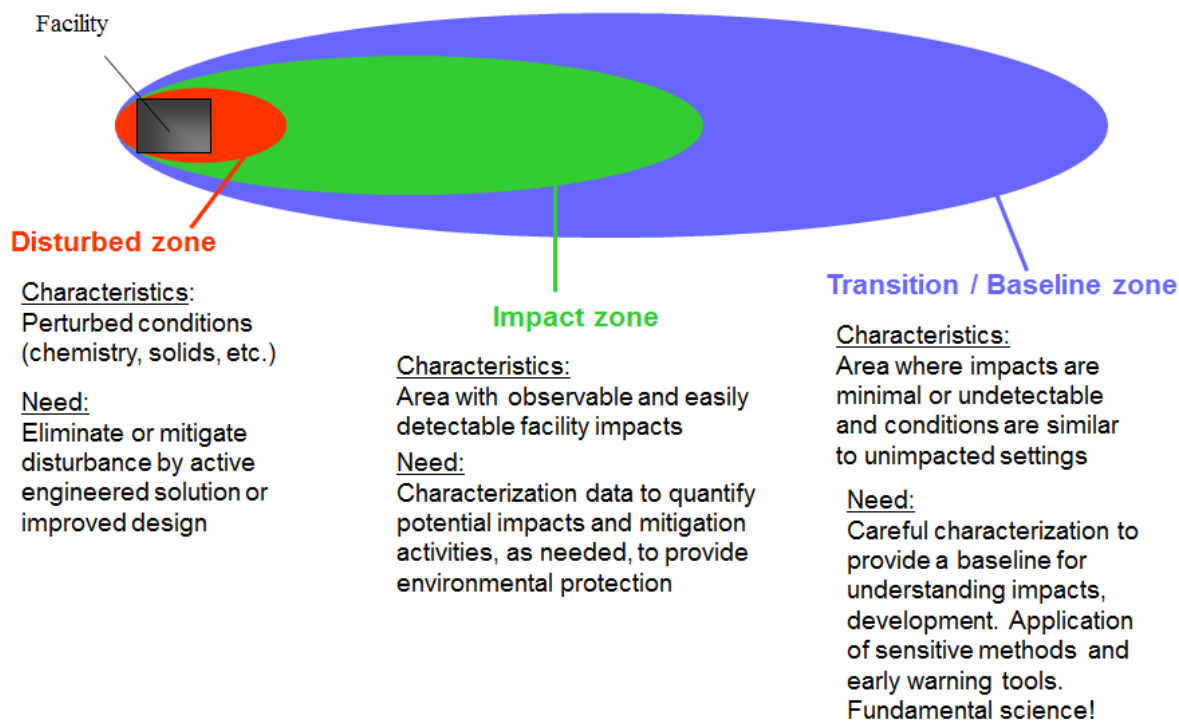 Facility
Disturbed zone
Characteristics:
Perturbed conditions
(chemistry, solids, etc.)
Need:
Eliminate or mitigate
disturbance by active
engineered solution or
improved design
Impact zone
Characteristics:
Area with observable and easily
detectable facility impacts
Need:
Characterization data to quantify
potential impacts and mitigation
activities, as needed, to provide
environmental protection
Transition / Baseline zone
Characteristics:
Area where impacts are
minimal or undetectable
and conditions are similar
to unimpacted settings
Need:
Careful characterization to
provide a baseline for
understanding impacts,
development. Application
of sensitive methods and
early warning tools.
Fundamental science!